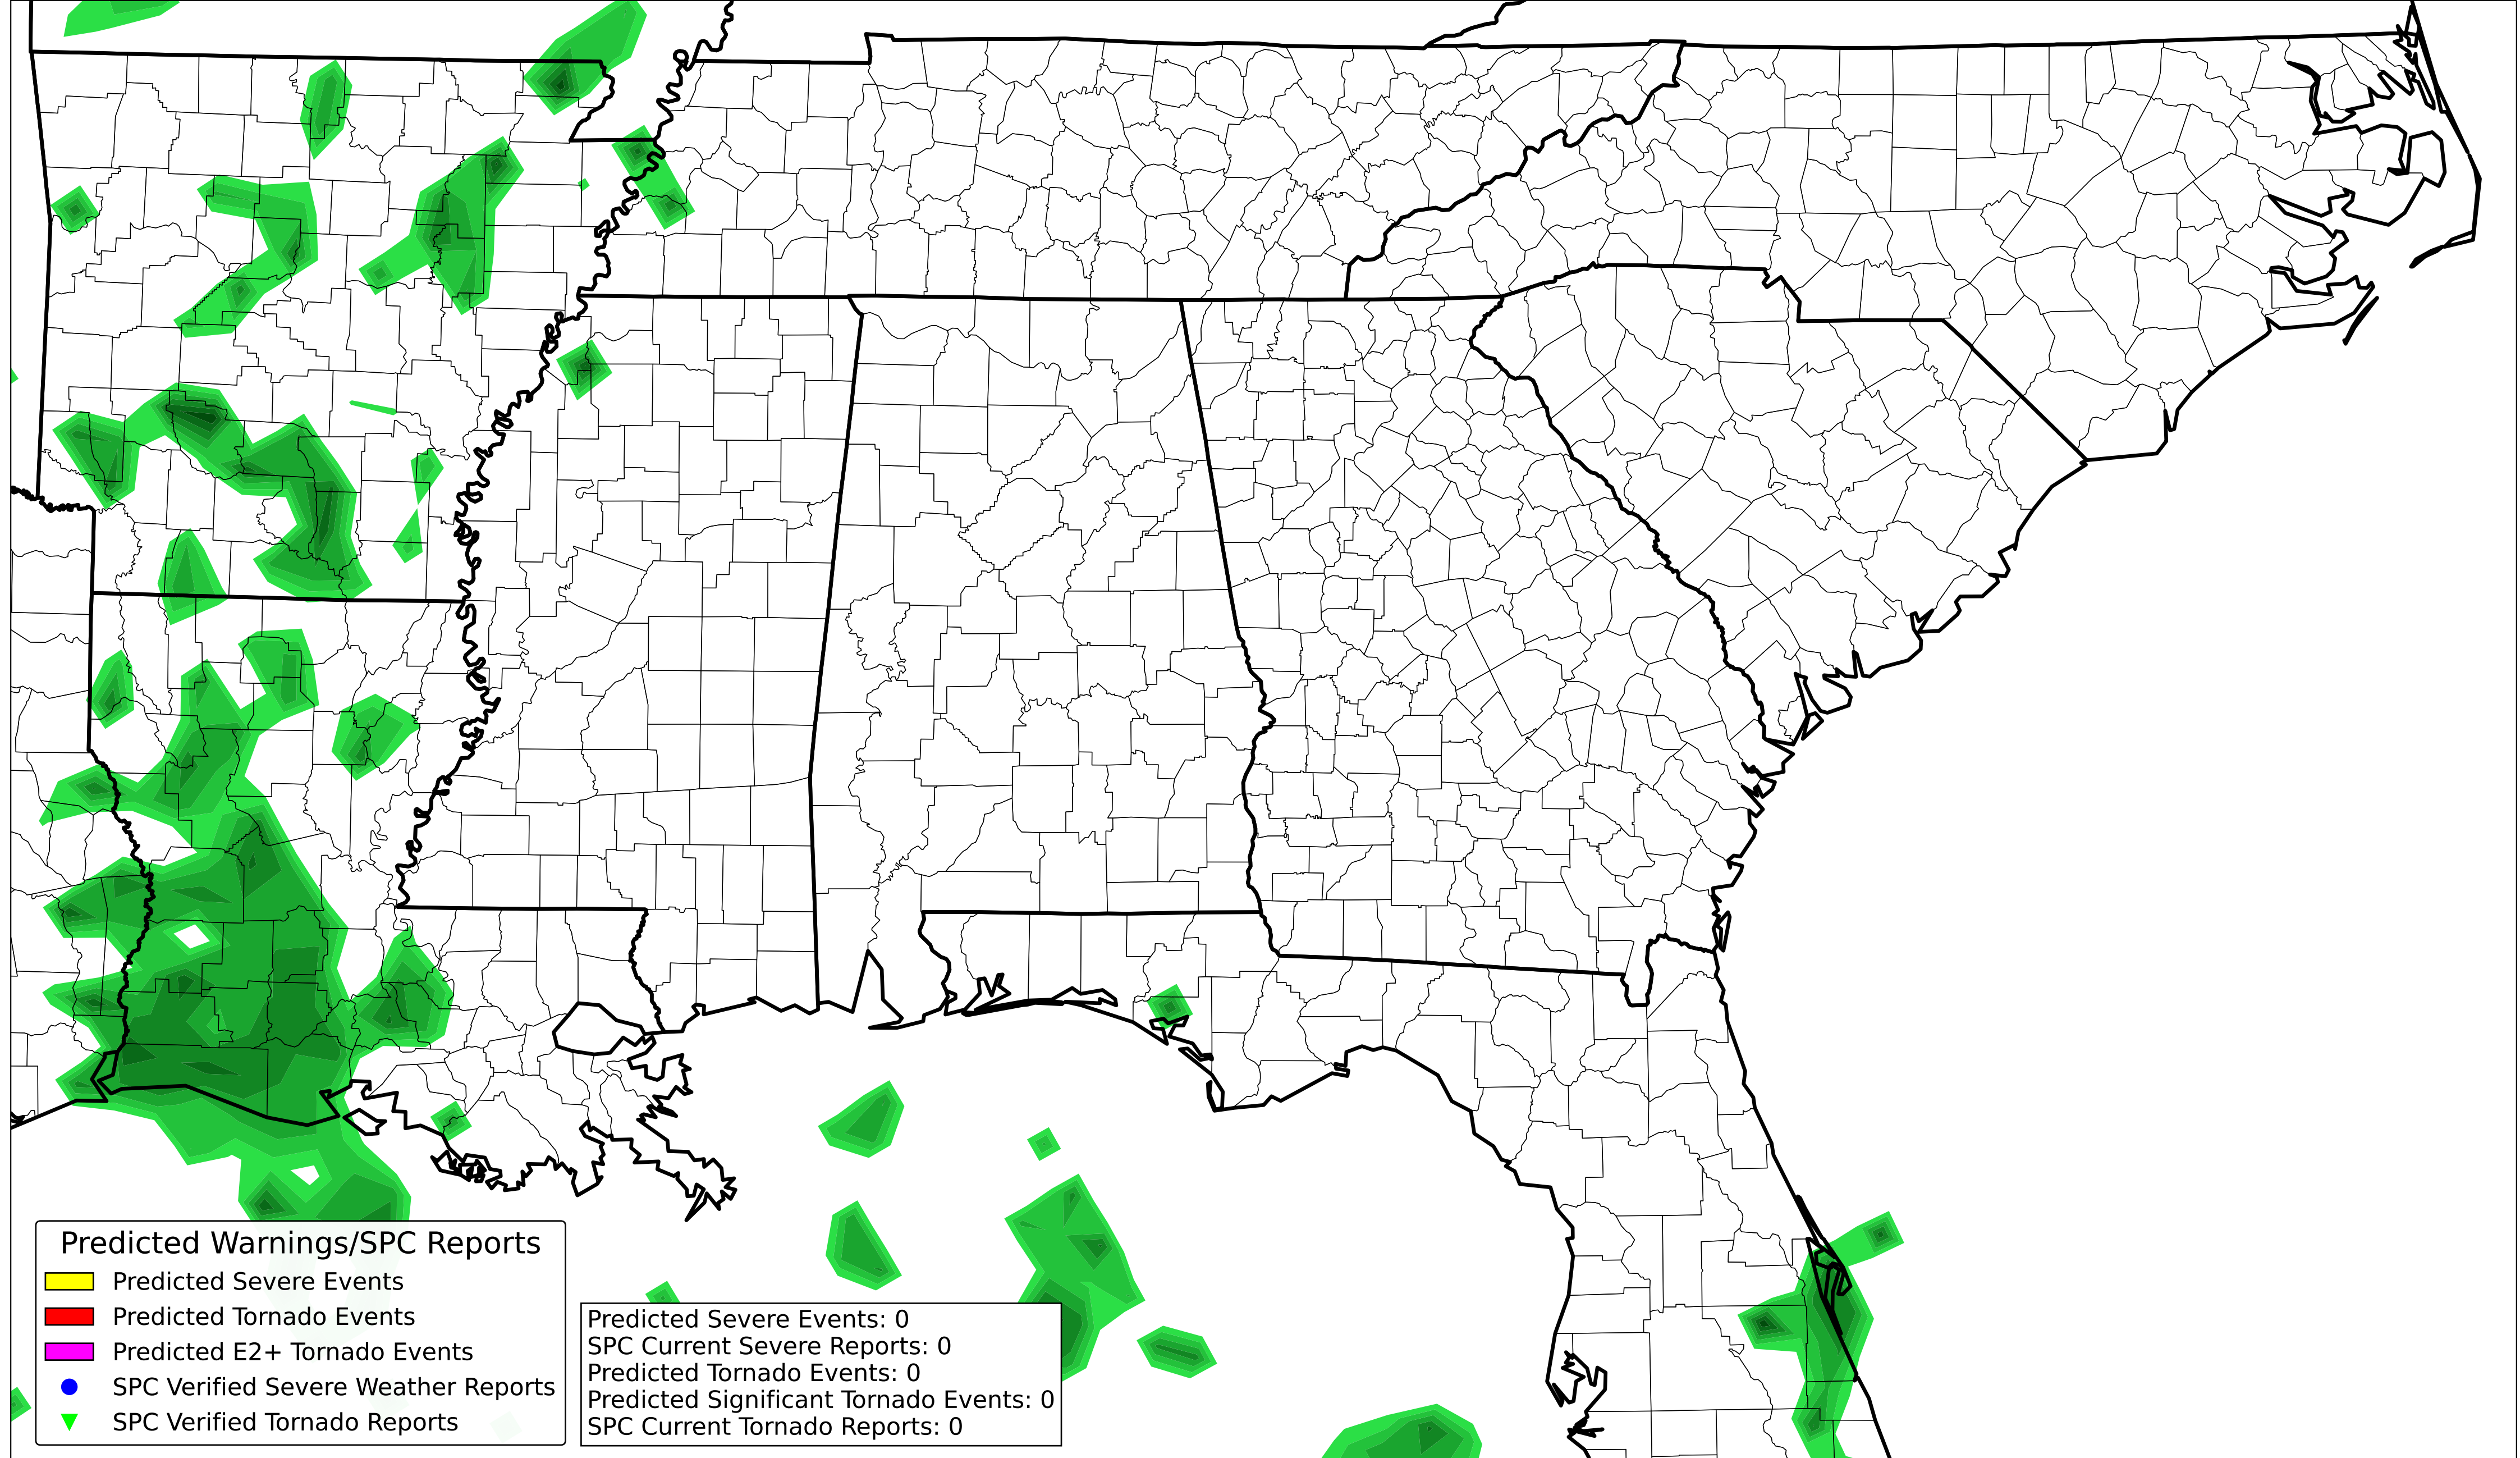 Predicted Warnings/SPC Reports
Predicted Severe Events
Predicted Tornado Events
Predicted E2+ Tornado Events
SPC Verified Severe Weather Reports
SPC Verified Tornado Reports
Predicted Severe Events: 0
SPC Current Severe Reports: 0
Predicted Tornado Events: 0
Predicted Significant Tornado Events: 0
SPC Current Tornado Reports: 0